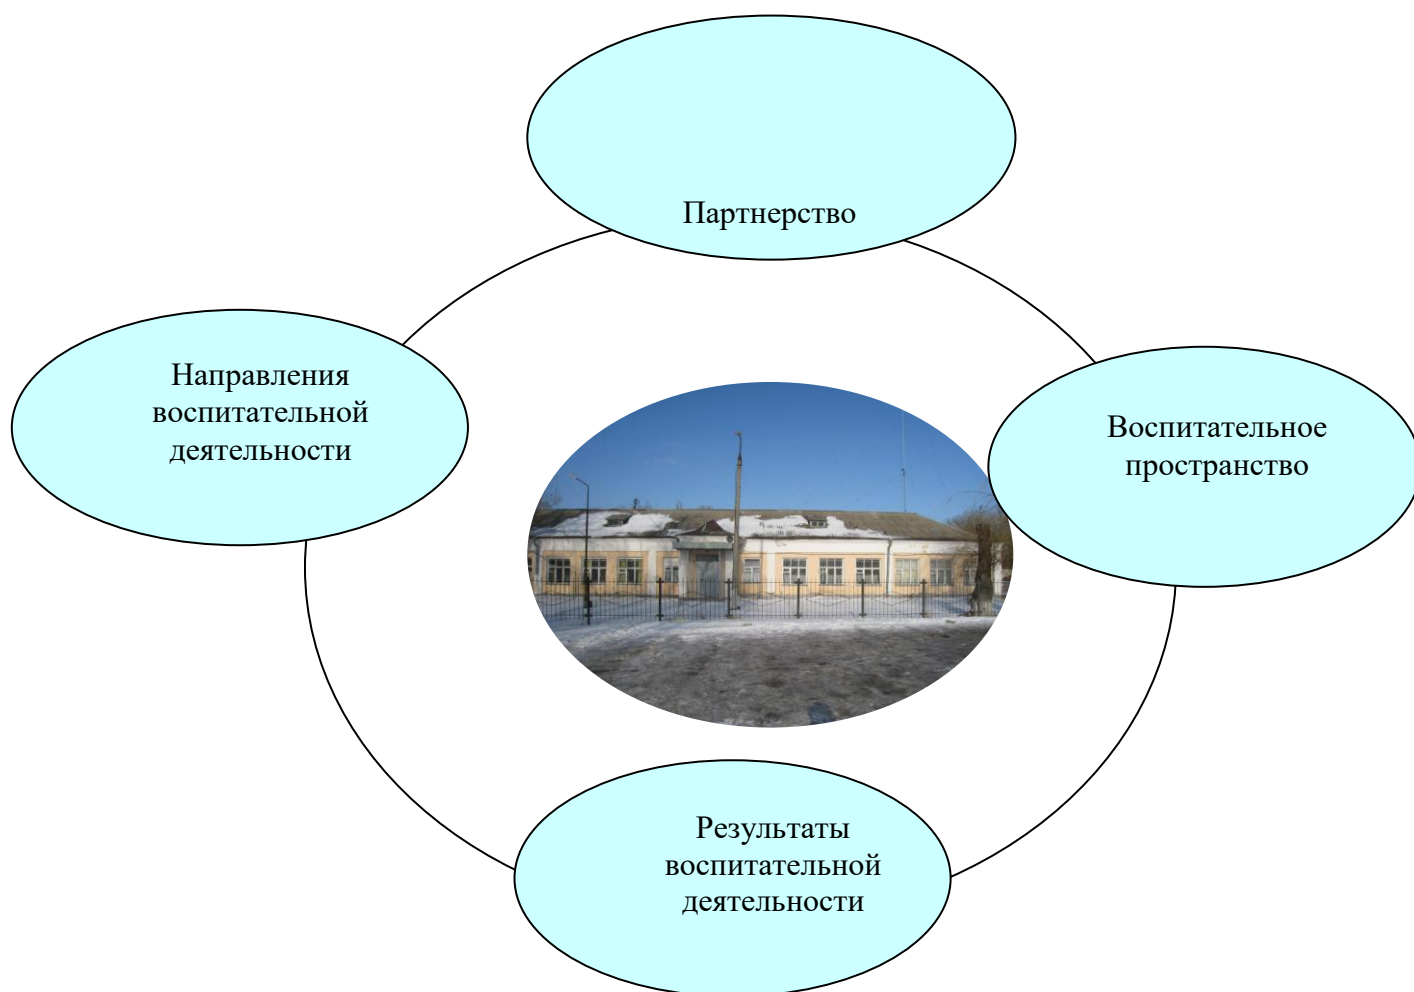 Партнерство
Направления
воспитательной
деятельности
Воспитательное
пространство
Результаты
воспитательной
деятельности